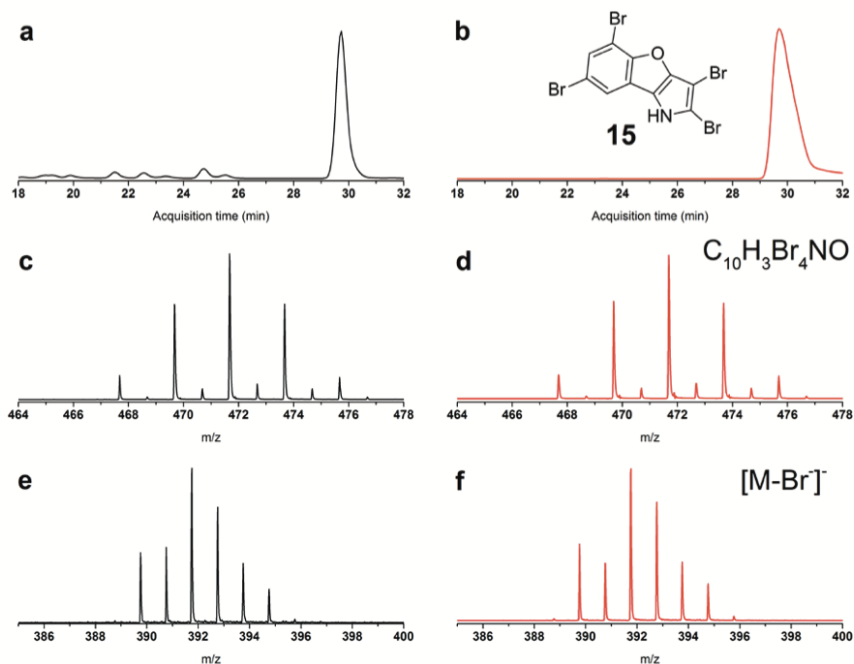 a
b
Br
O
Br
Br
HN
Br
15
18 20 22 24 26 28 30 32
Acquisition time (min)
18 20 22 24 26 28 30 32
Acquisition time (min)
c
d
C₁₀H₃Br₄NO
464 466 468 470 472 474 476 478
m/z
464 466 468 470 472 474 476 478
m/z
e
f
[M-Br⁻]⁻
386 388 390 392 394 396 398 400
m/z
386 388 390 392 394 396 398 400
m/z